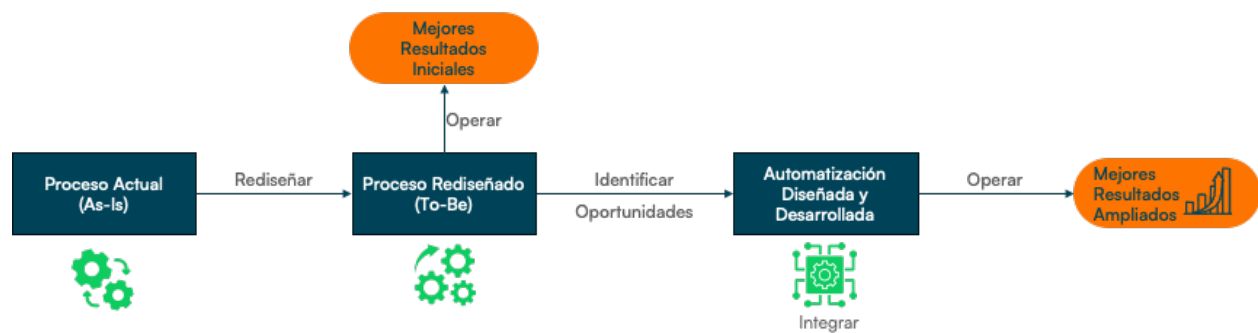 Mejores
Resultados
Iniciales
Operar
Proceso Actual
(As-Is)
Rediseñar
Proceso Rediseñado
(To-Be)
Identificar
Oportunidades
Automatización
Diseñada y
Desarrollada
Operar
Mejores
Resultados
Ampliados
Integrar